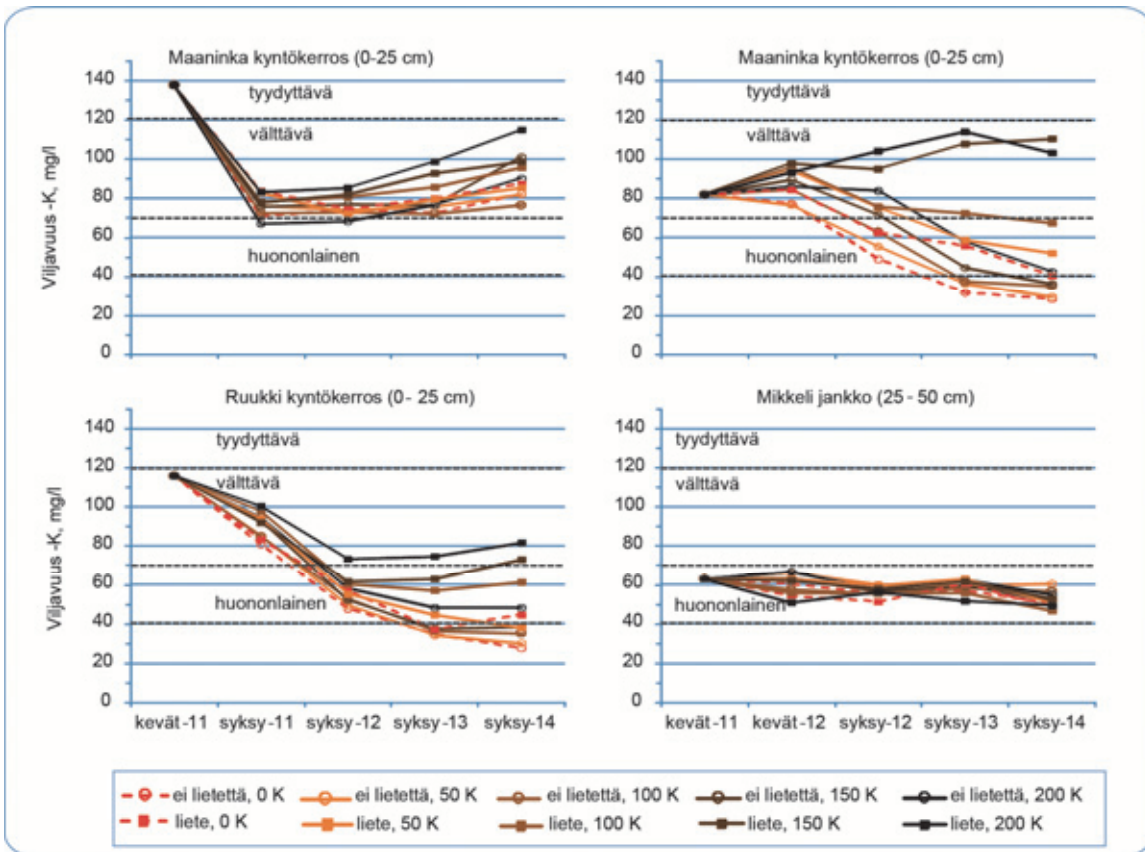 Maaninka kyntökerros (0-25 cm)
Viljavuus -K, mg/l
140
120
100
80
60
40
20
0
tyydyttävä
välttävä
huononlainen
Maaninka kyntökerros (0-25 cm)
140
120
100
80
60
40
20
0
tyydyttävä
välttävä
huononlainen
Ruukki kyntökerros (0- 25 cm)
Viljavuus -K, mg/l
140
120
100
80
60
40
20
0
tyydyttävä
välttävä
huononlainen
kevät -11 syksy-11 syksy-12 syksy-13 syksy-14
Mikkeli jankko (25 - 50 cm)
140
120
100
80
60
40
20
0
tyydyttävä
välttävä
huononlainen
kevät -11 kevät-12 syksy-12 syksy-13 syksy-14
ei lietettä, 0 K ei lietettä, 50 K ei lietettä, 100 K ei lietettä, 150 K ei lietettä, 200 K
liete, 0 K liete, 50 K liete, 100 K liete, 150 K liete, 200 K